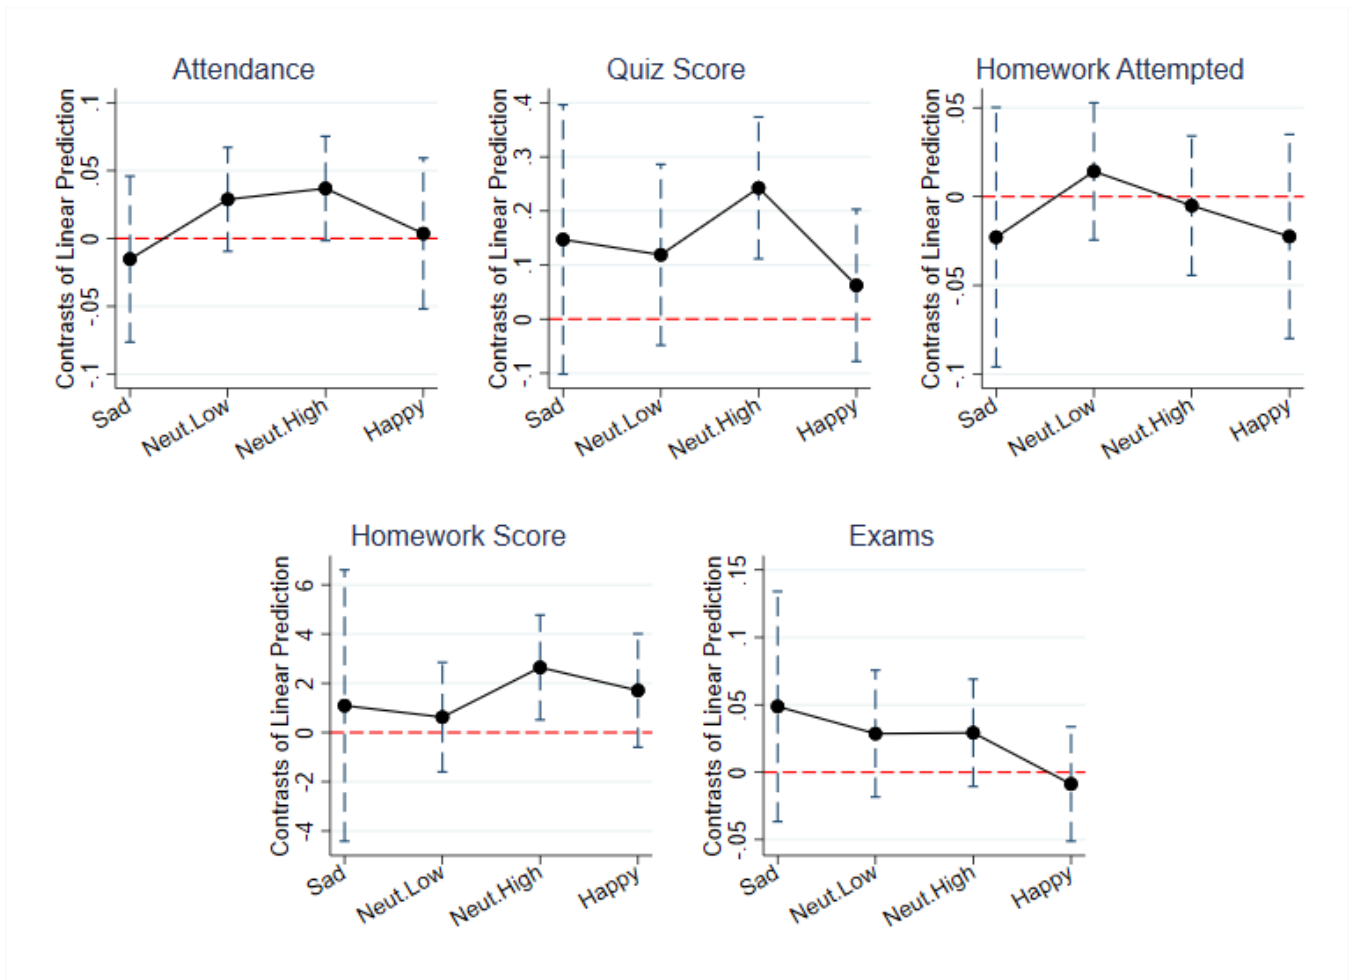 Attendance
Contrasts of Linear Prediction
.1
.05
0
-.05
-.1
Sad
Neut.Low
Neut.High
Happy
Quiz Score
Contrasts of Linear Prediction
.4
.3
.2
.1
0
-.1
Sad
Neut.Low
Neut.High
Happy
Homework Attempted
Contrasts of Linear Prediction
.05
0
-.05
-.1
Sad
Neut.Low
Neut.High
Happy
Homework Score
Contrasts of Linear Prediction
6
4
2
0
-2
-4
Sad
Neut.Low
Neut.High
Happy
Exams
Contrasts of Linear Prediction
.15
.1
.05
0
-.05
Sad
Neut.Low
Neut.High
Happy